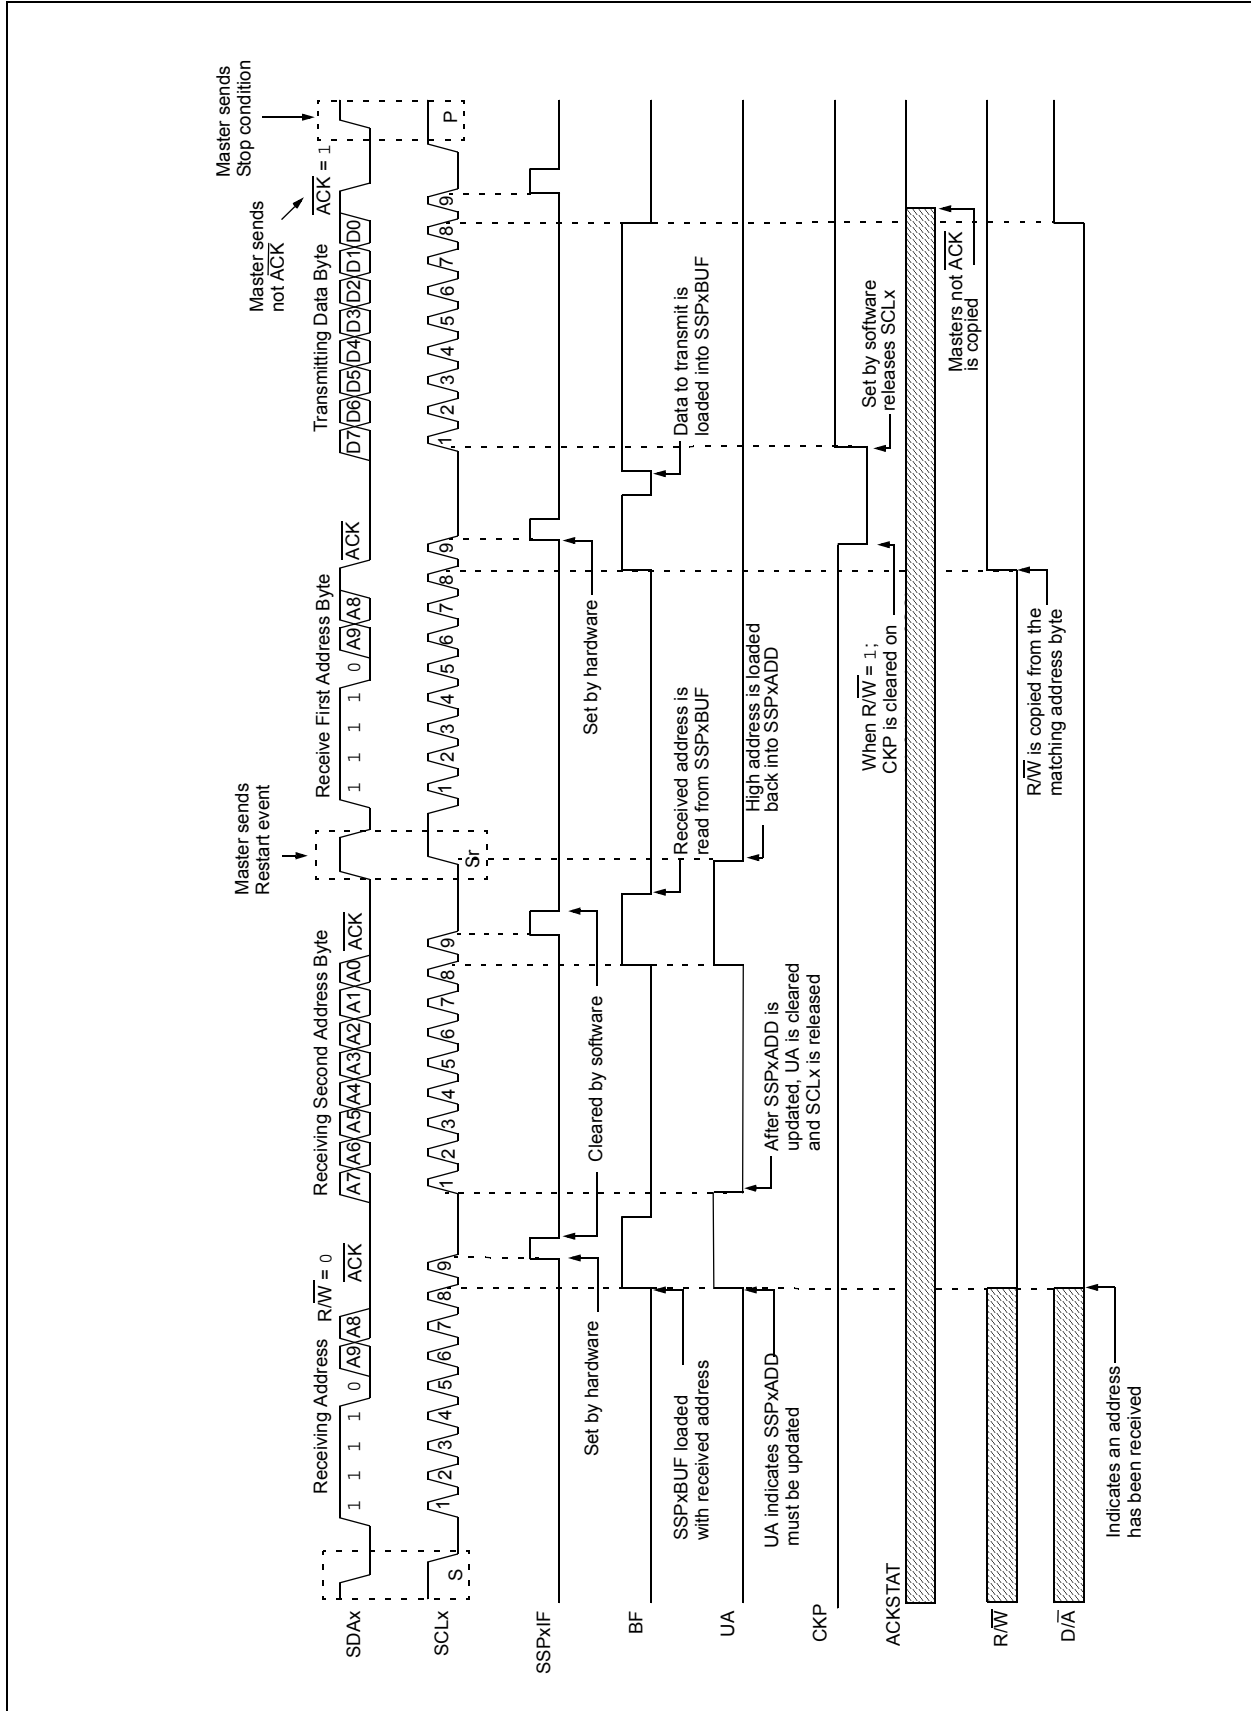 Master sends
Stop condition
Master sends
not ACK
Master sends
Restart event
Receiving Address R/W = 0
ACK
Receiving Second Address Byte
ACK
Receive First Address Byte
ACK
Transmitting Data Byte
ACK = 1
SDAx
1 1 1 1 0 A9 A8
A7 A6 A5 A4 A3 A2 A1 A0
1 1 1 1 0 A9 A8
D7 D6 D5 D4 D3 D2 D1 D0
SCLx
S
1 2 3 4 5 6 7 8 9
1 2 3 4 5 6 7 8 9
Sr
1 2 3 4 5 6 7 8 9
1 2 3 4 5 6 7 8 9
P
SSPxIF
Set by hardware
Cleared by software
Set by hardware
BF
SSPxBUF loaded
with received address
Received address is
read from SSPxBUF
Data to transmit is
loaded into SSPxBUF
UA
UA indicates SSPxADD
must be updated
After SSPxADD is
updated, UA is cleared
and SCLx is released
High address is loaded
back into SSPxADD
CKP
When R/W = 1;
CKP is cleared on
Set by software
releases SCLx
ACKSTAT
Masters not ACK
is copied
R/W
R/W is copied from the
matching address byte
D/A
Indicates an address
has been received